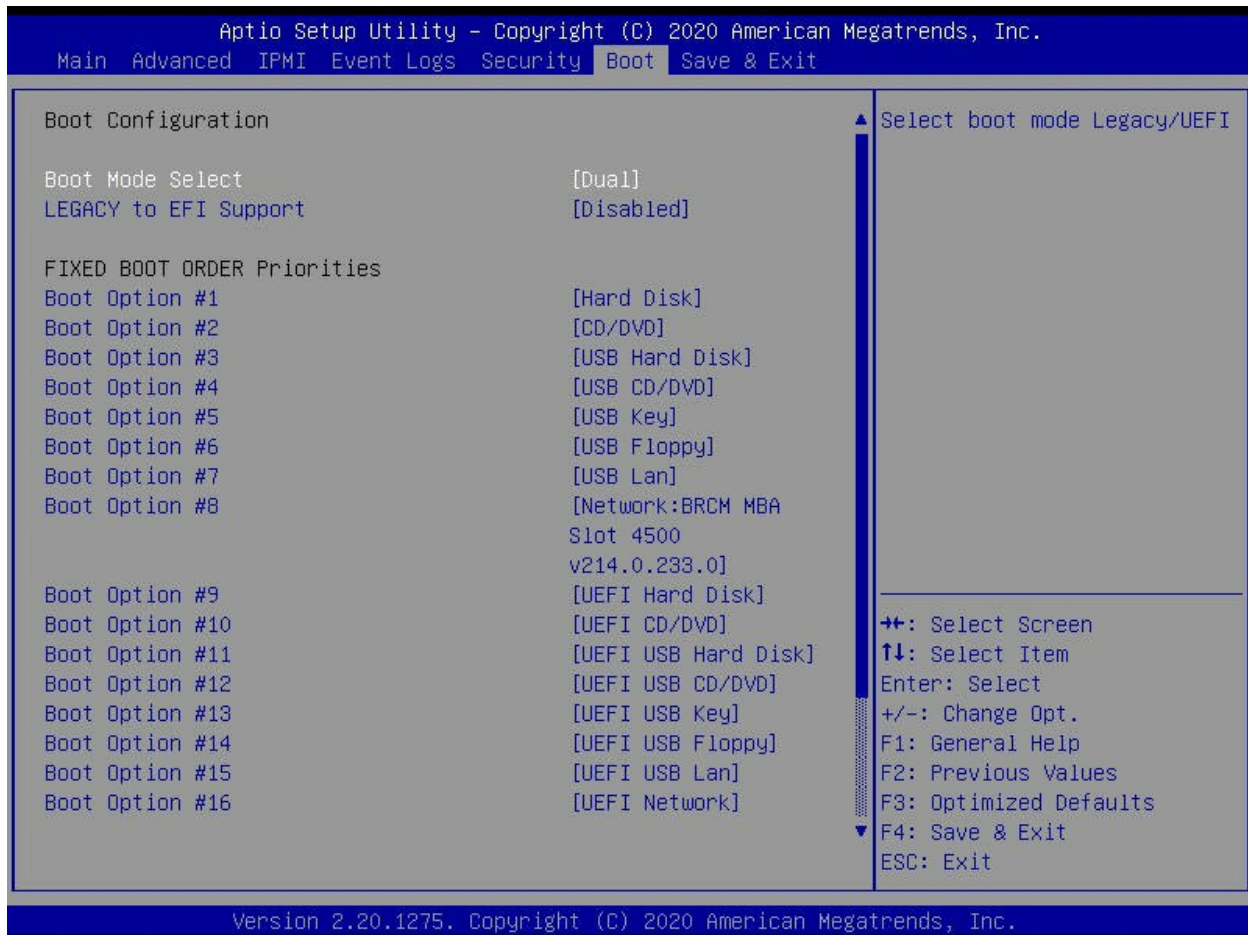 Aptio Setup Utility – Copyright (C) 2020 American Megatrends, Inc.
Main Advanced IPMI Event Logs Security Boot Save & Exit
Boot Configuration
Boot Mode Select [Dual]
LEGACY to EFI Support [Disabled]
FIXED BOOT ORDER Priorities
Boot Option #1 [Hard Disk]
Boot Option #2 [CD/DVD]
Boot Option #3 [USB Hard Disk]
Boot Option #4 [USB CD/DVD]
Boot Option #5 [USB Key]
Boot Option #6 [USB Floppy]
Boot Option #7 [USB Lan]
Boot Option #8 [Network:BRCM MBA
Slot 4500
v214.0.233.0]
Boot Option #9 [UEFI Hard Disk]
Boot Option #10 [UEFI CD/DVD]
Boot Option #11 [UEFI USB Hard Disk]
Boot Option #12 [UEFI USB CD/DVD]
Boot Option #13 [UEFI USB Key]
Boot Option #14 [UEFI USB Floppy]
Boot Option #15 [UEFI USB Lan]
Boot Option #16 [UEFI Network]
Select boot mode Legacy/UEFI
→←: Select Screen
↑↓: Select Item
Enter: Select
+/-: Change Opt.
F1: General Help
F2: Previous Values
F3: Optimized Defaults
F4: Save & Exit
ESC: Exit
Version 2.20.1275. Copyright (C) 2020 American Megatrends, Inc.